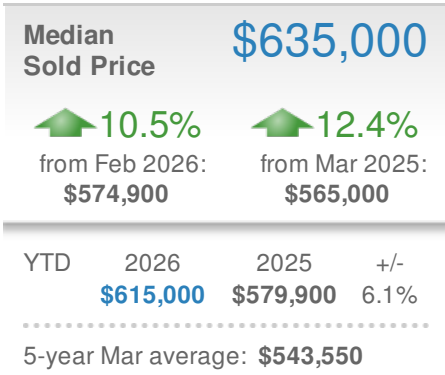 Median $635,000
Sold Price
10.5% 12.4%
from Feb 2026: from Mar 2025:
$574,900 $565,000
YTD 2026 2025 +/-
$615,000 $579,900 6.1%
5-year Mar average: $543,550